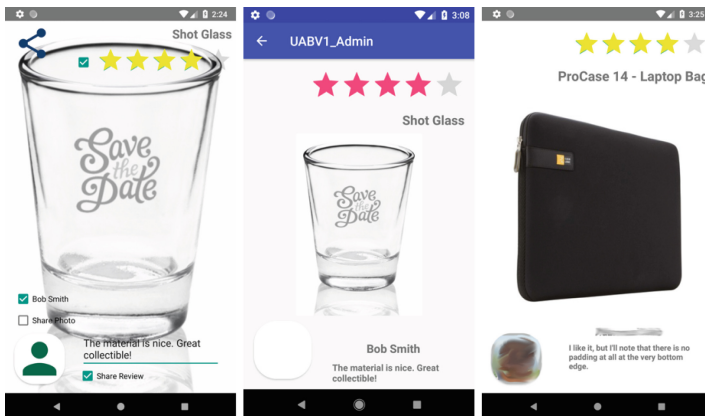 2:24
Shot Glass
Save
the
Date
Bob Smith
Share Photo
The material is nice. Great
collectible!
Share Review
3:08
UABV1_Admin
Shot Glass
Save
the
Date
Bob Smith
The material is nice. Great
collectible!
3:25
ProCase 14 - Laptop Bag
I like it, but I'll note that there is no
padding at all at the very bottom
edge.